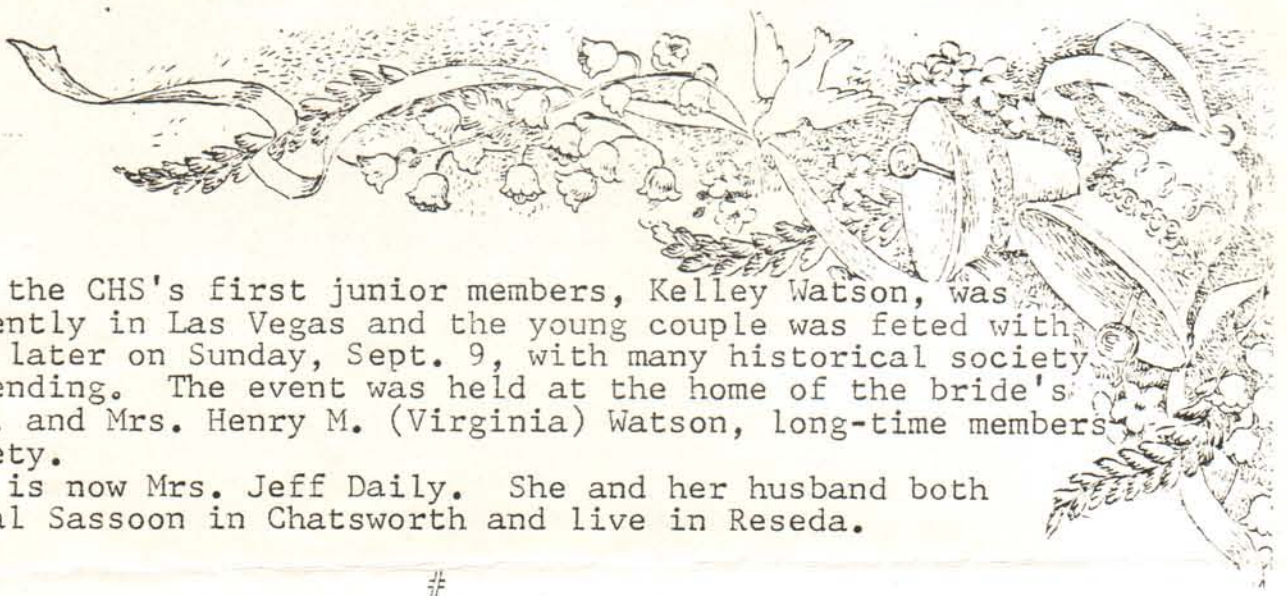 the CHS's first junior members, Kelley Watson, was
ently in Las Vegas and the young couple was feted with
later on Sunday, Sept. 9, with many historical society
ending. The event was held at the home of the bride's
. and Mrs. Henry M. (Virginia) Watson, long-time members
ety.
is now Mrs. Jeff Daily. She and her husband both
al Sassoon in Chatsworth and live in Reseda.
#